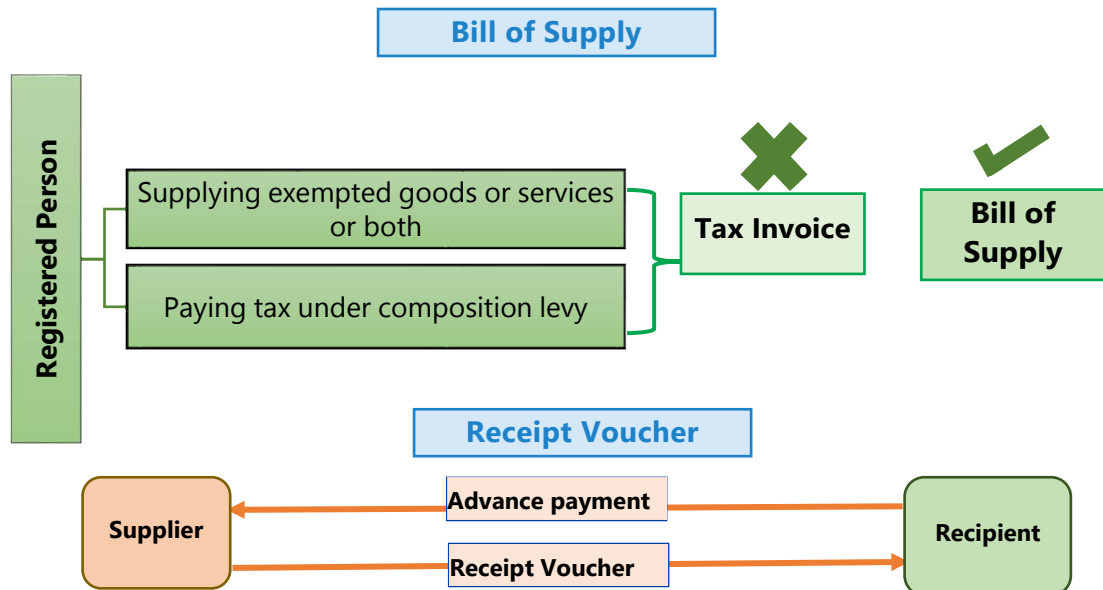 Bill of Supply
Registered Person
Supplying exempted goods or services
or both
Paying tax under composition levy
Tax Invoice
Bill of
Supply
Receipt Voucher
Supplier
Advance payment
Receipt Voucher
Recipient